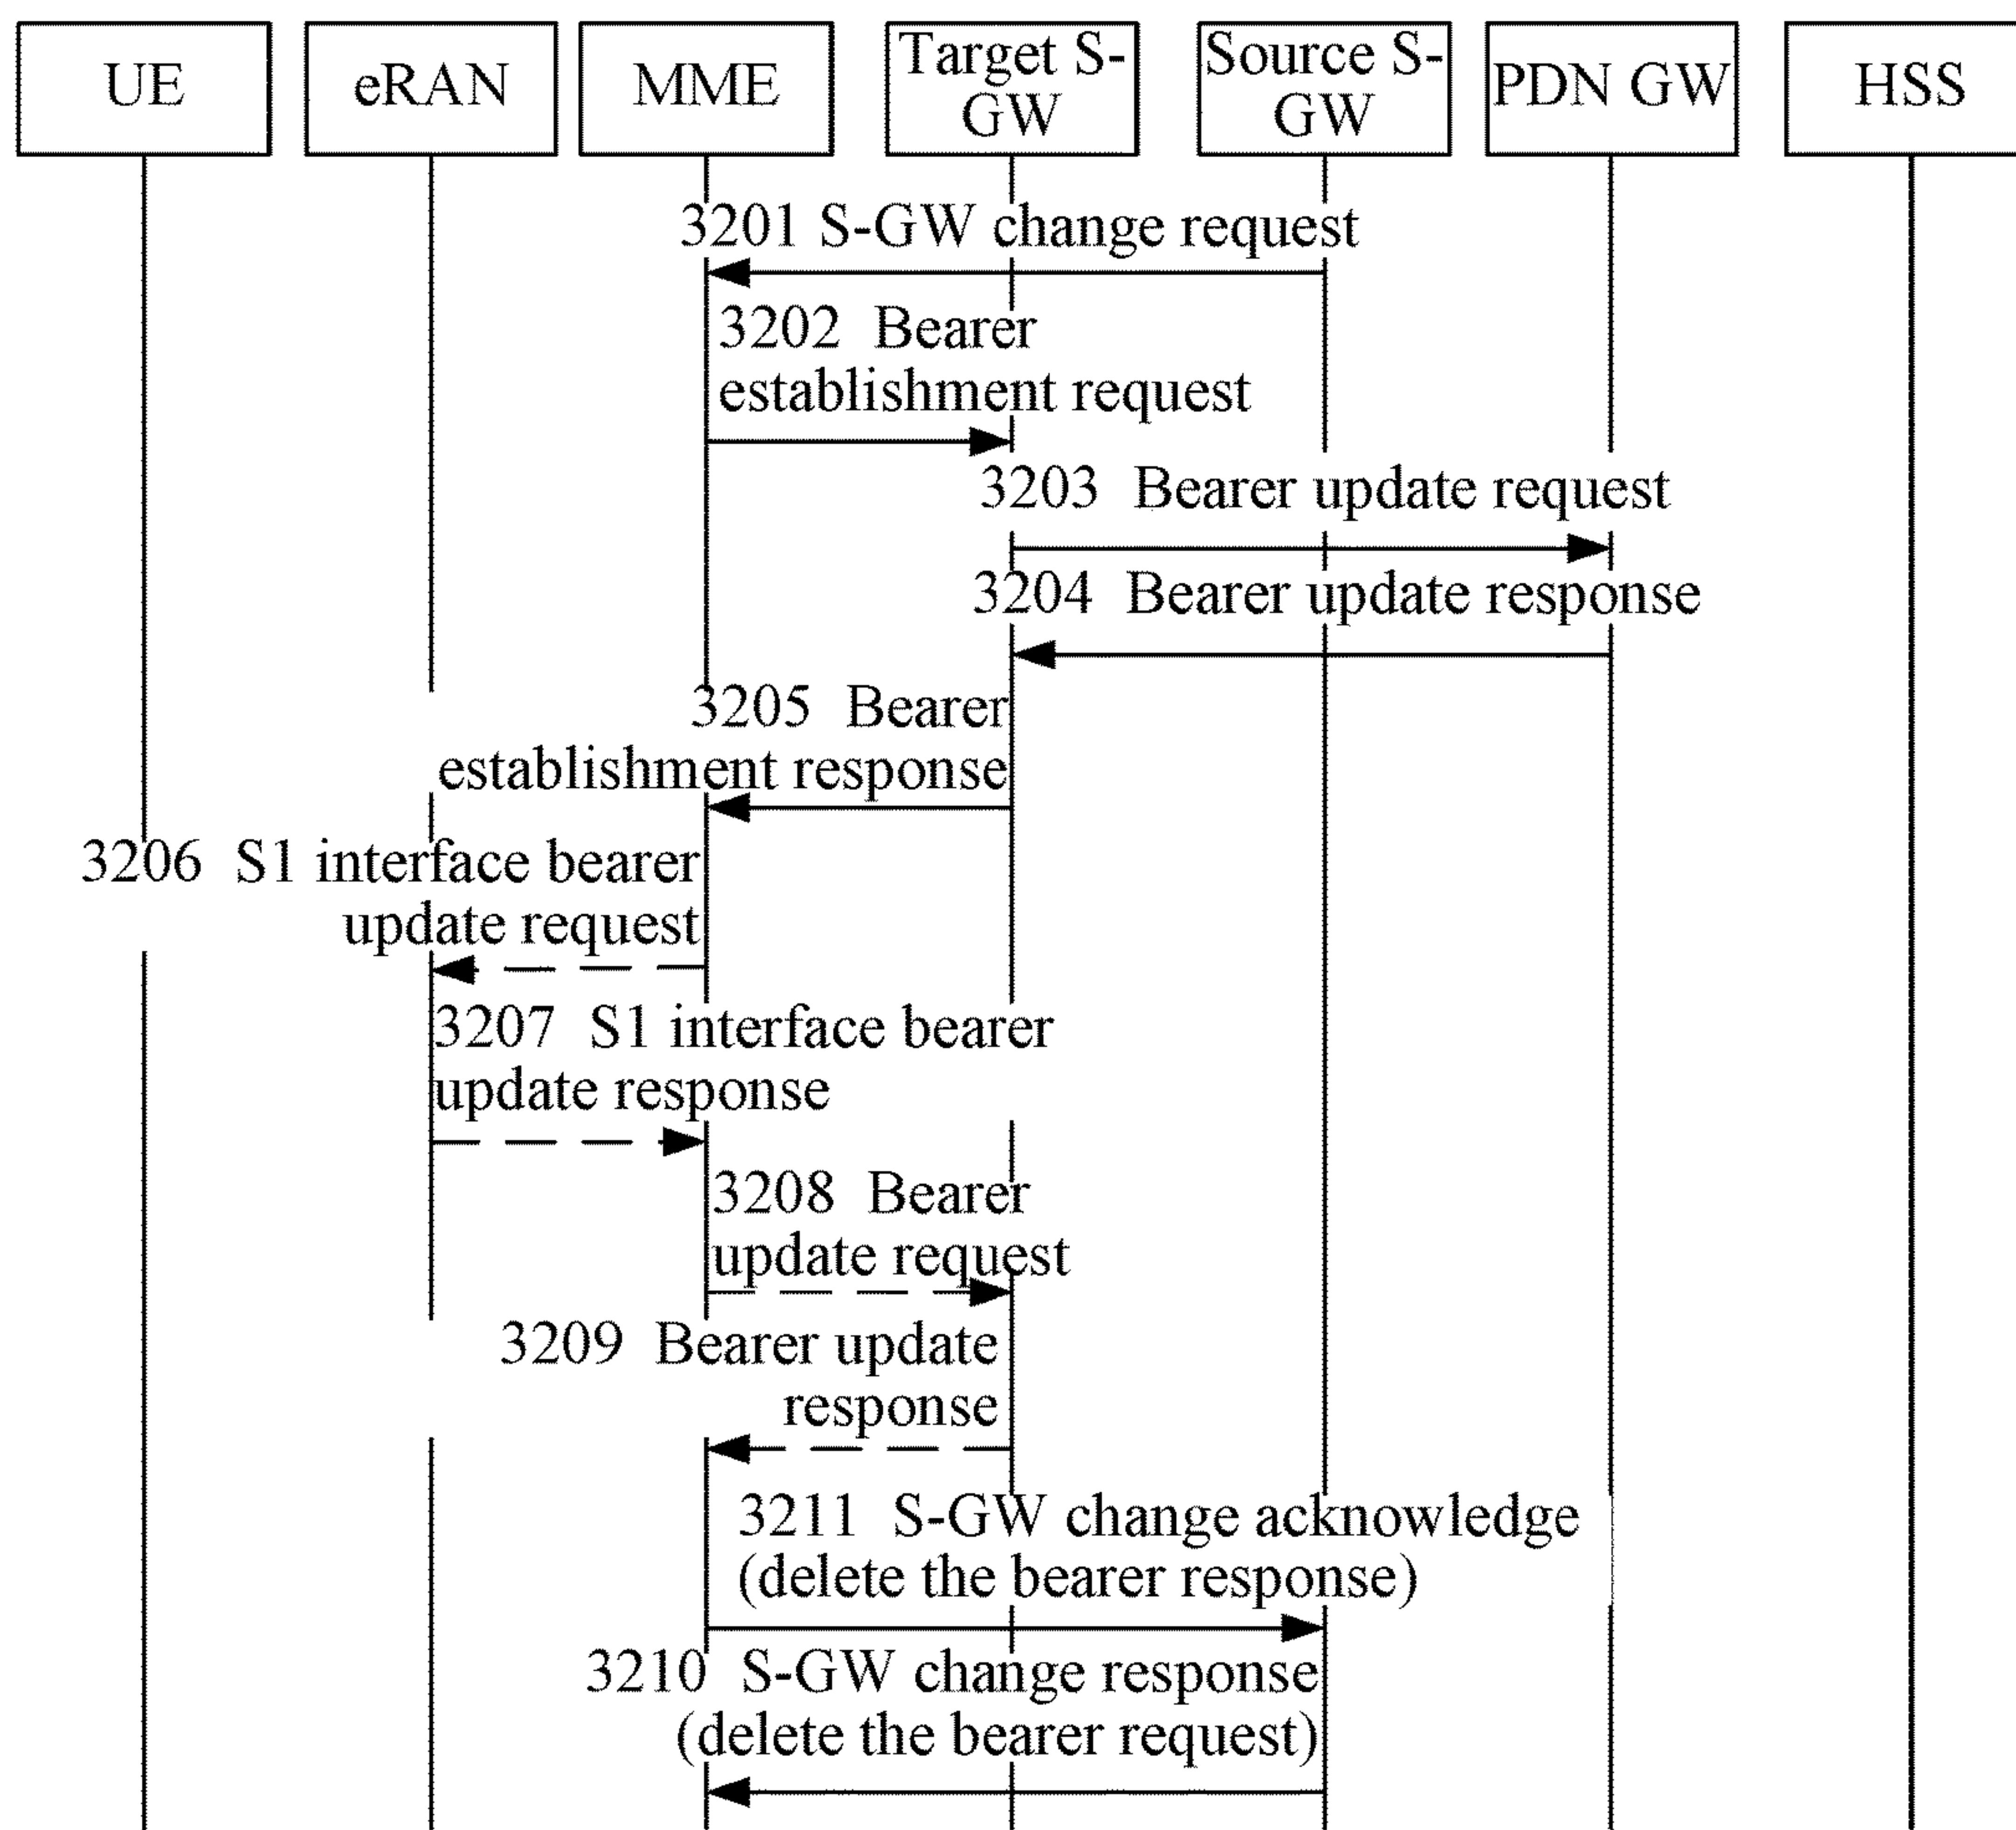 UE
eRAN
MME
Target S-
GW
Source S-
GW
PDN GW
HSS
3201 S-GW change request
3202 Bearer
establishment request
3203 Bearer update request
3204 Bearer update response
3205 Bearer
establishment response
3206 S1 interface bearer
update request
3207 S1 interface bearer
update response
3208 Bearer
update request
3209 Bearer update
response
3211 S-GW change acknowledge
(delete the bearer response)
3210 S-GW change response
(delete the bearer request)